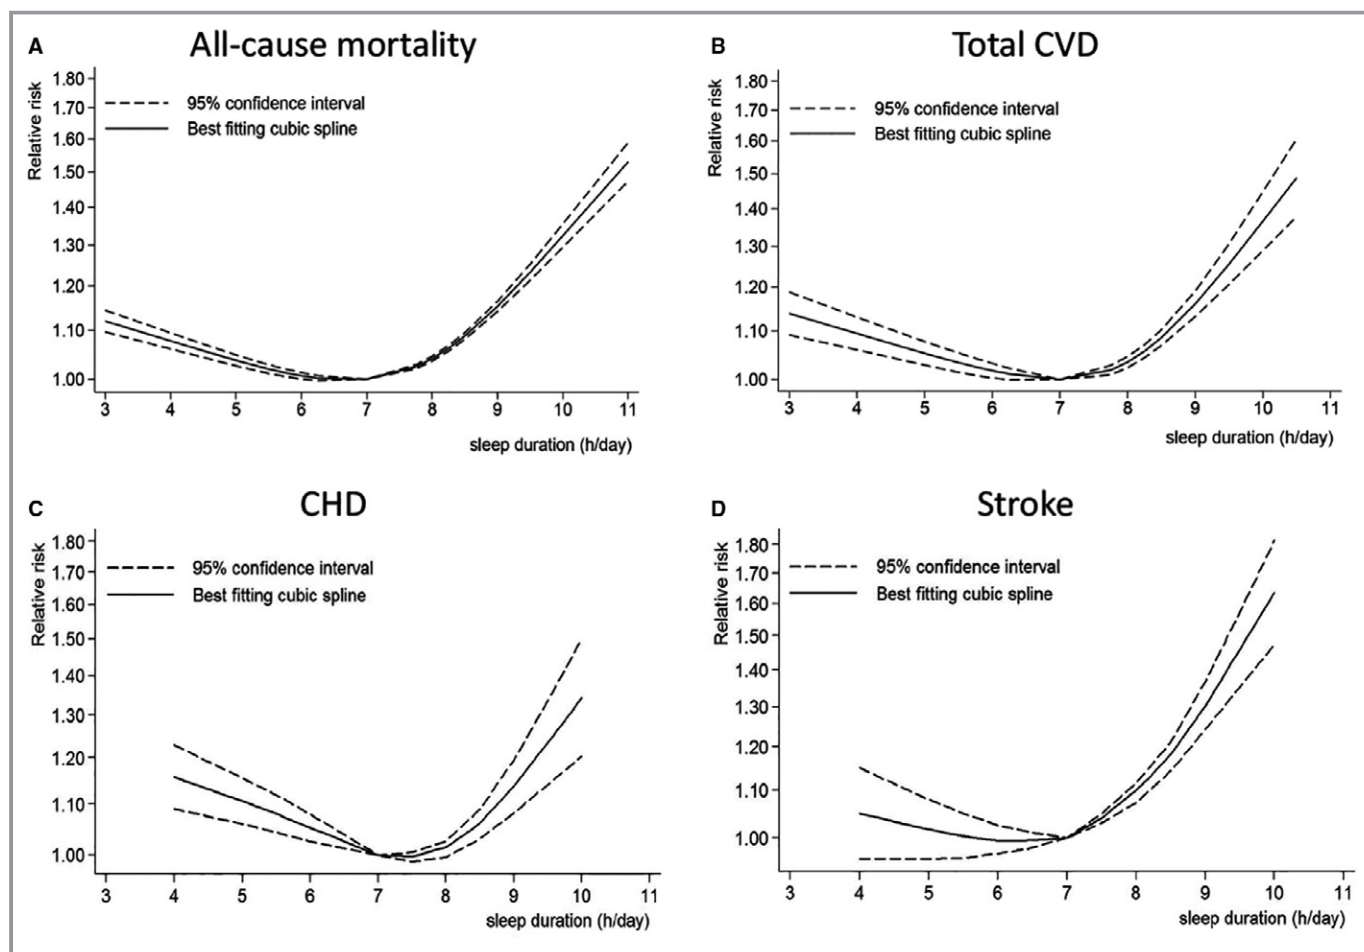 A All-cause mortality
Relative risk
1.80
1.70
1.60
1.50
1.40
1.30
1.20
1.10
1.00
95% confidence interval
Best fitting cubic spline
3 4 5 6 7 8 9 10 11
sleep duration (h/day)
B Total CVD
Relative risk
1.80
1.70
1.60
1.50
1.40
1.30
1.20
1.10
1.00
95% confidence interval
Best fitting cubic spline
3 4 5 6 7 8 9 10 11
sleep duration (h/day)
C CHD
Relative risk
1.80
1.70
1.60
1.50
1.40
1.30
1.20
1.10
1.00
95% confidence interval
Best fitting cubic spline
3 4 5 6 7 8 9 10 11
sleep duration (h/day)
D Stroke
Relative risk
1.80
1.70
1.60
1.50
1.40
1.30
1.20
1.10
1.00
95% confidence interval
Best fitting cubic spline
3 4 5 6 7 8 9 10 11
sleep duration (h/day)